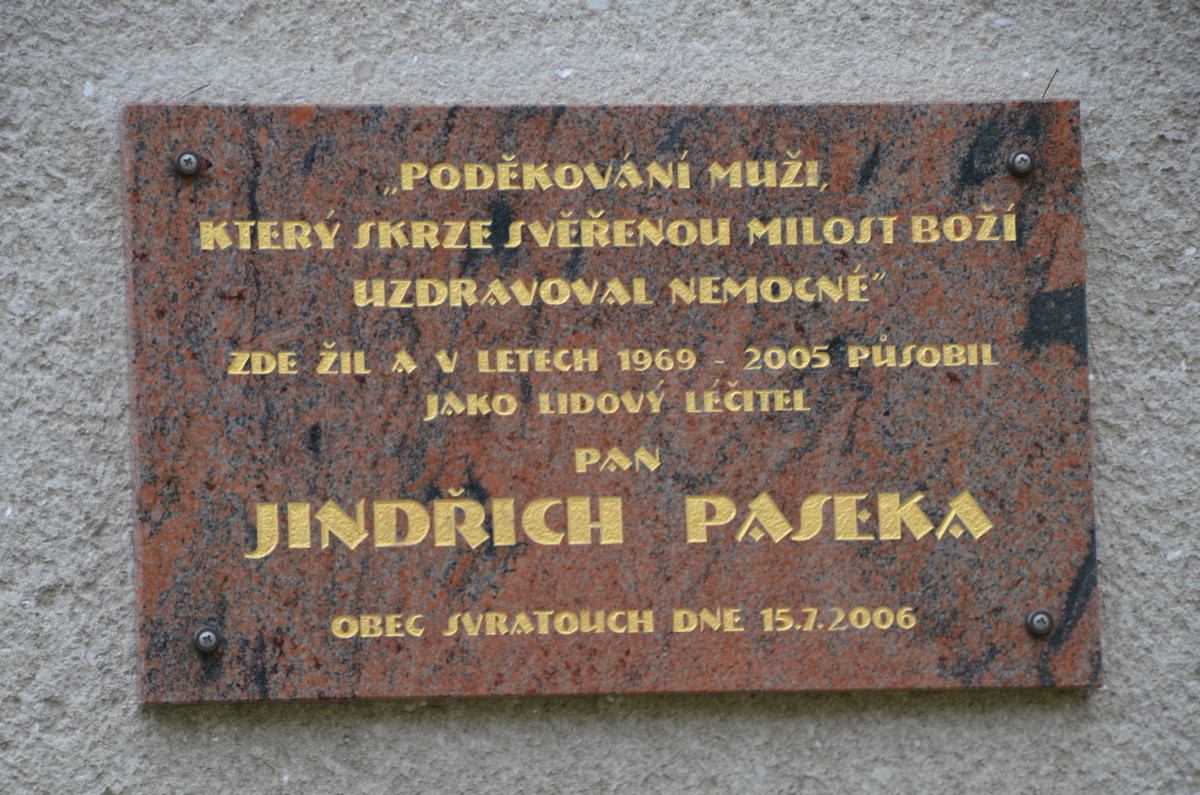 „PODĚKOVÁNÍ MUŽI,
KTERÝ SKRZE SVĚŘENOU MILOST BOŽÍ
UZDRAVOVAL NEMOCNÉ“
ZDE ŽIL A V LETECH 1969 - 2005 PŮSOBIL
JAKO LIDOVÝ LÉČITEL
PAN
JINDŘICH PASEKA
OBEC SVRATOUCH DNE 15.7.2006